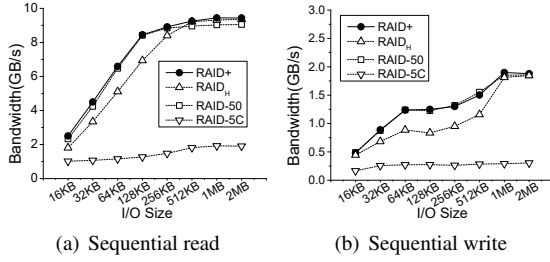 Bandwidth(GB/s)
10
8
6
4
2
0
RAID+
RAID_H
RAID-50
RAID-5C
16KB
32KB
64KB
128KB
256KB
512KB
1MB
2MB
I/O Size
(a) Sequential read
Bandwidth(GB/s)
3.0
2.5
2.0
1.5
1.0
0.5
0.0
RAID+
RAID_H
RAID-50
RAID-5C
16KB
32KB
64KB
128KB
256KB
512KB
1MB
2MB
I/O Size
(b) Sequential write